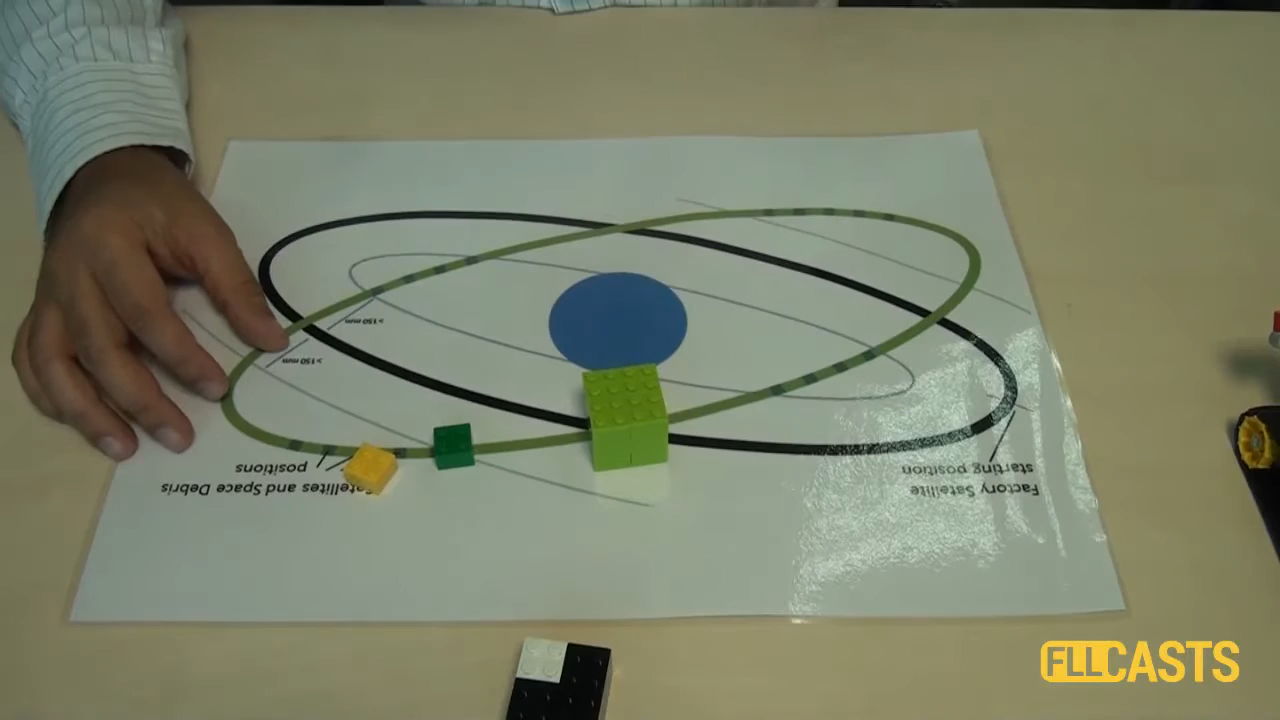 > 150 mm
> 150 mm
Satellites and Space Debris
positions
Factory Satellite
starting position
FLLCASTS